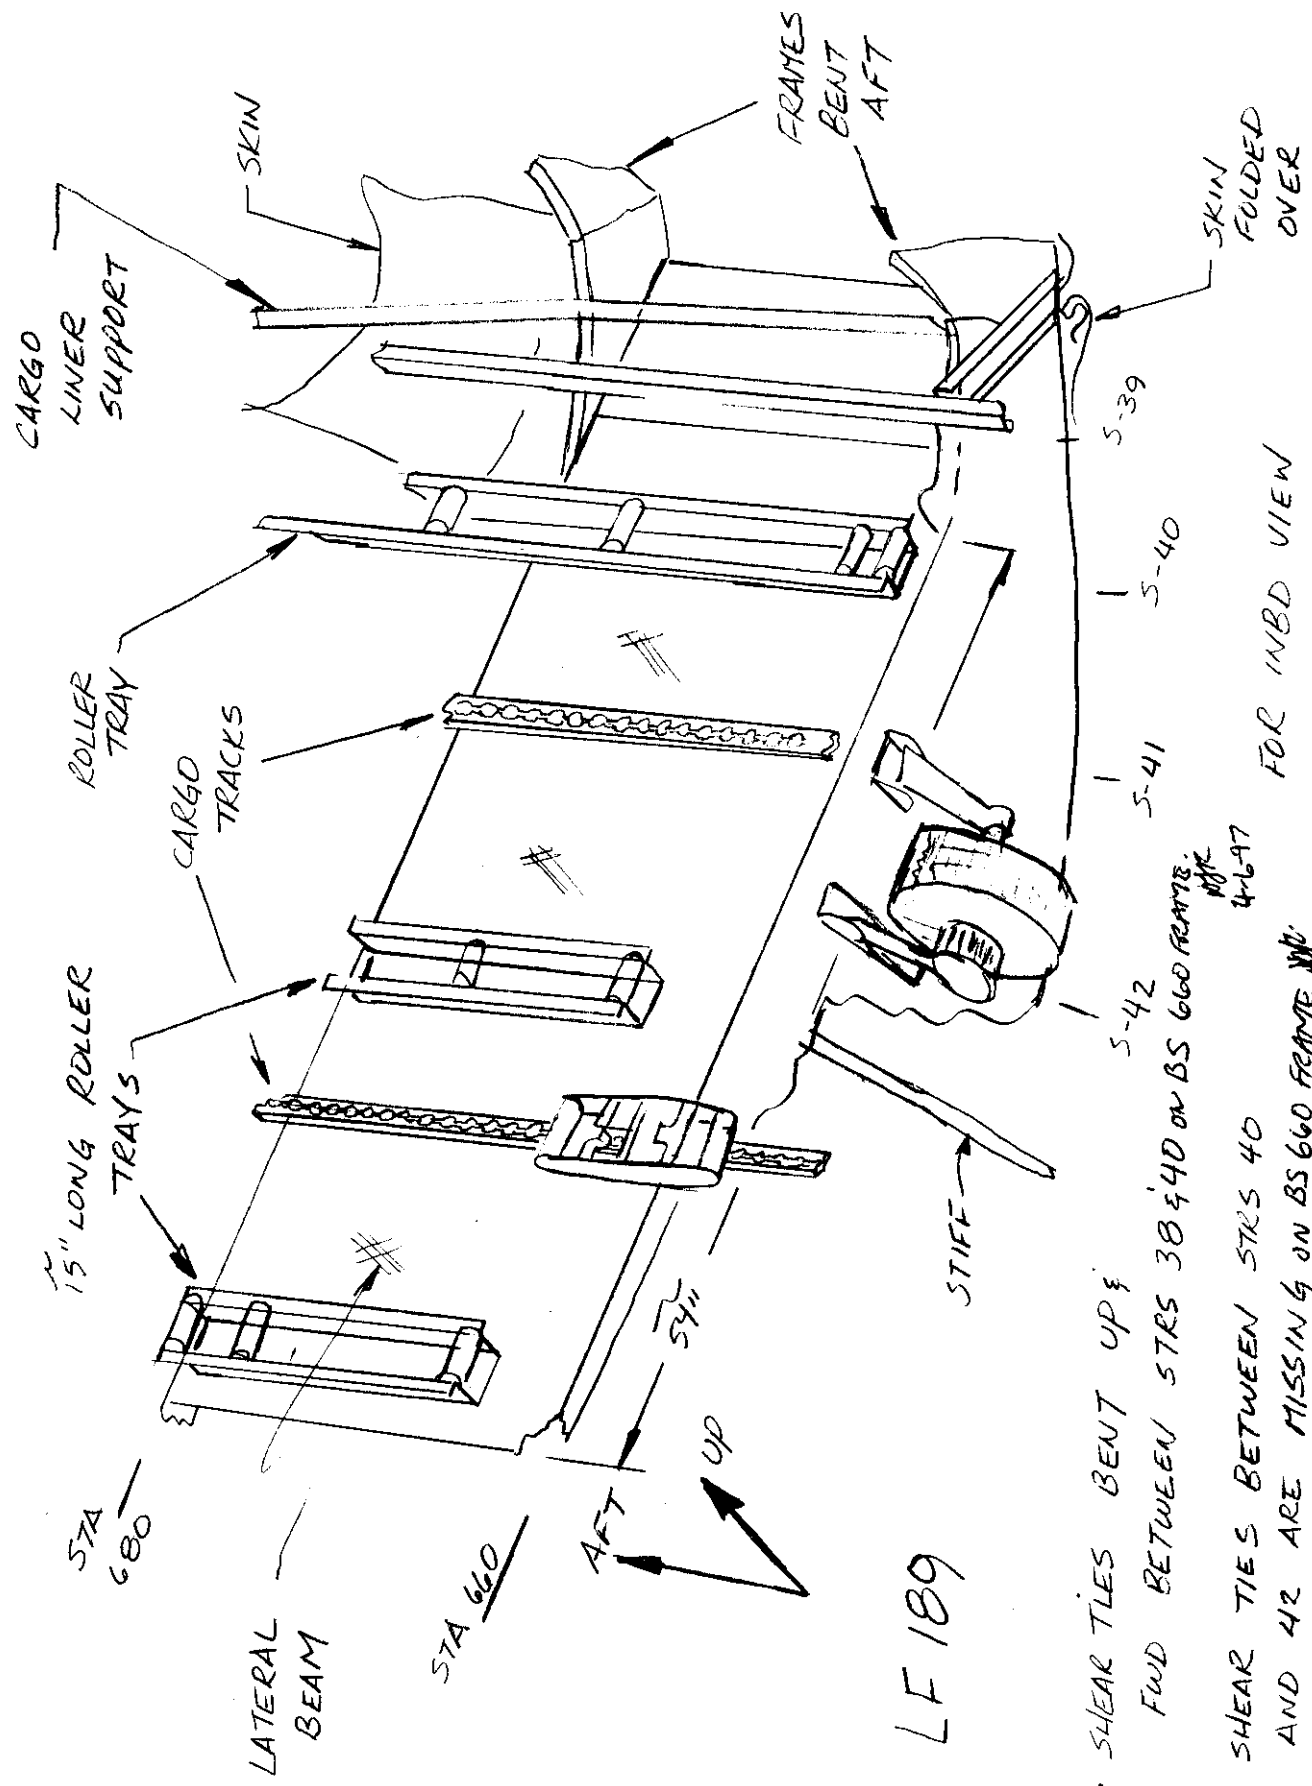 CARGO
LINER
SUPPORT
SKIN
FRAMES
BENT
AFT
ROLLER
TRAY
CARGO
TRACKS
~
15" LONG ROLLER
TRAYS
STA
680
LATERAL
BEAM
STA 660
AFT
UP
54"
STIFF
SKIN
FOLDED
OVER
S-39
S-40
S-41
S-42
LF 189
FOR INBD VIEW
SHEAR TIES BENT UP &
FWD BETWEEN STRS 38 & 40 ON BS 660 FRAME.
4-6-97
SHEAR TIES BETWEEN STRS 40
AND 42 ARE MISSING ON BS 660 FRAME